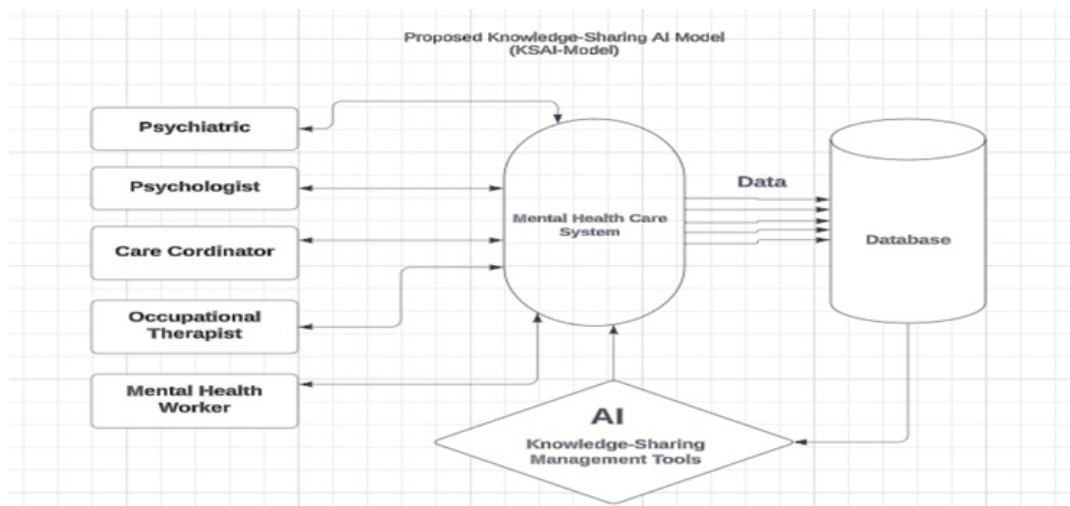 Proposed Knowledge-Sharing AI Model
(KSAI-Model)
Psychiatric
Psychologist
Care Cordinator
Occupational
Therapist
Mental Health
Worker
Mental Health Care
System
Data
Database
AI
Knowledge-Sharing
Management Tools